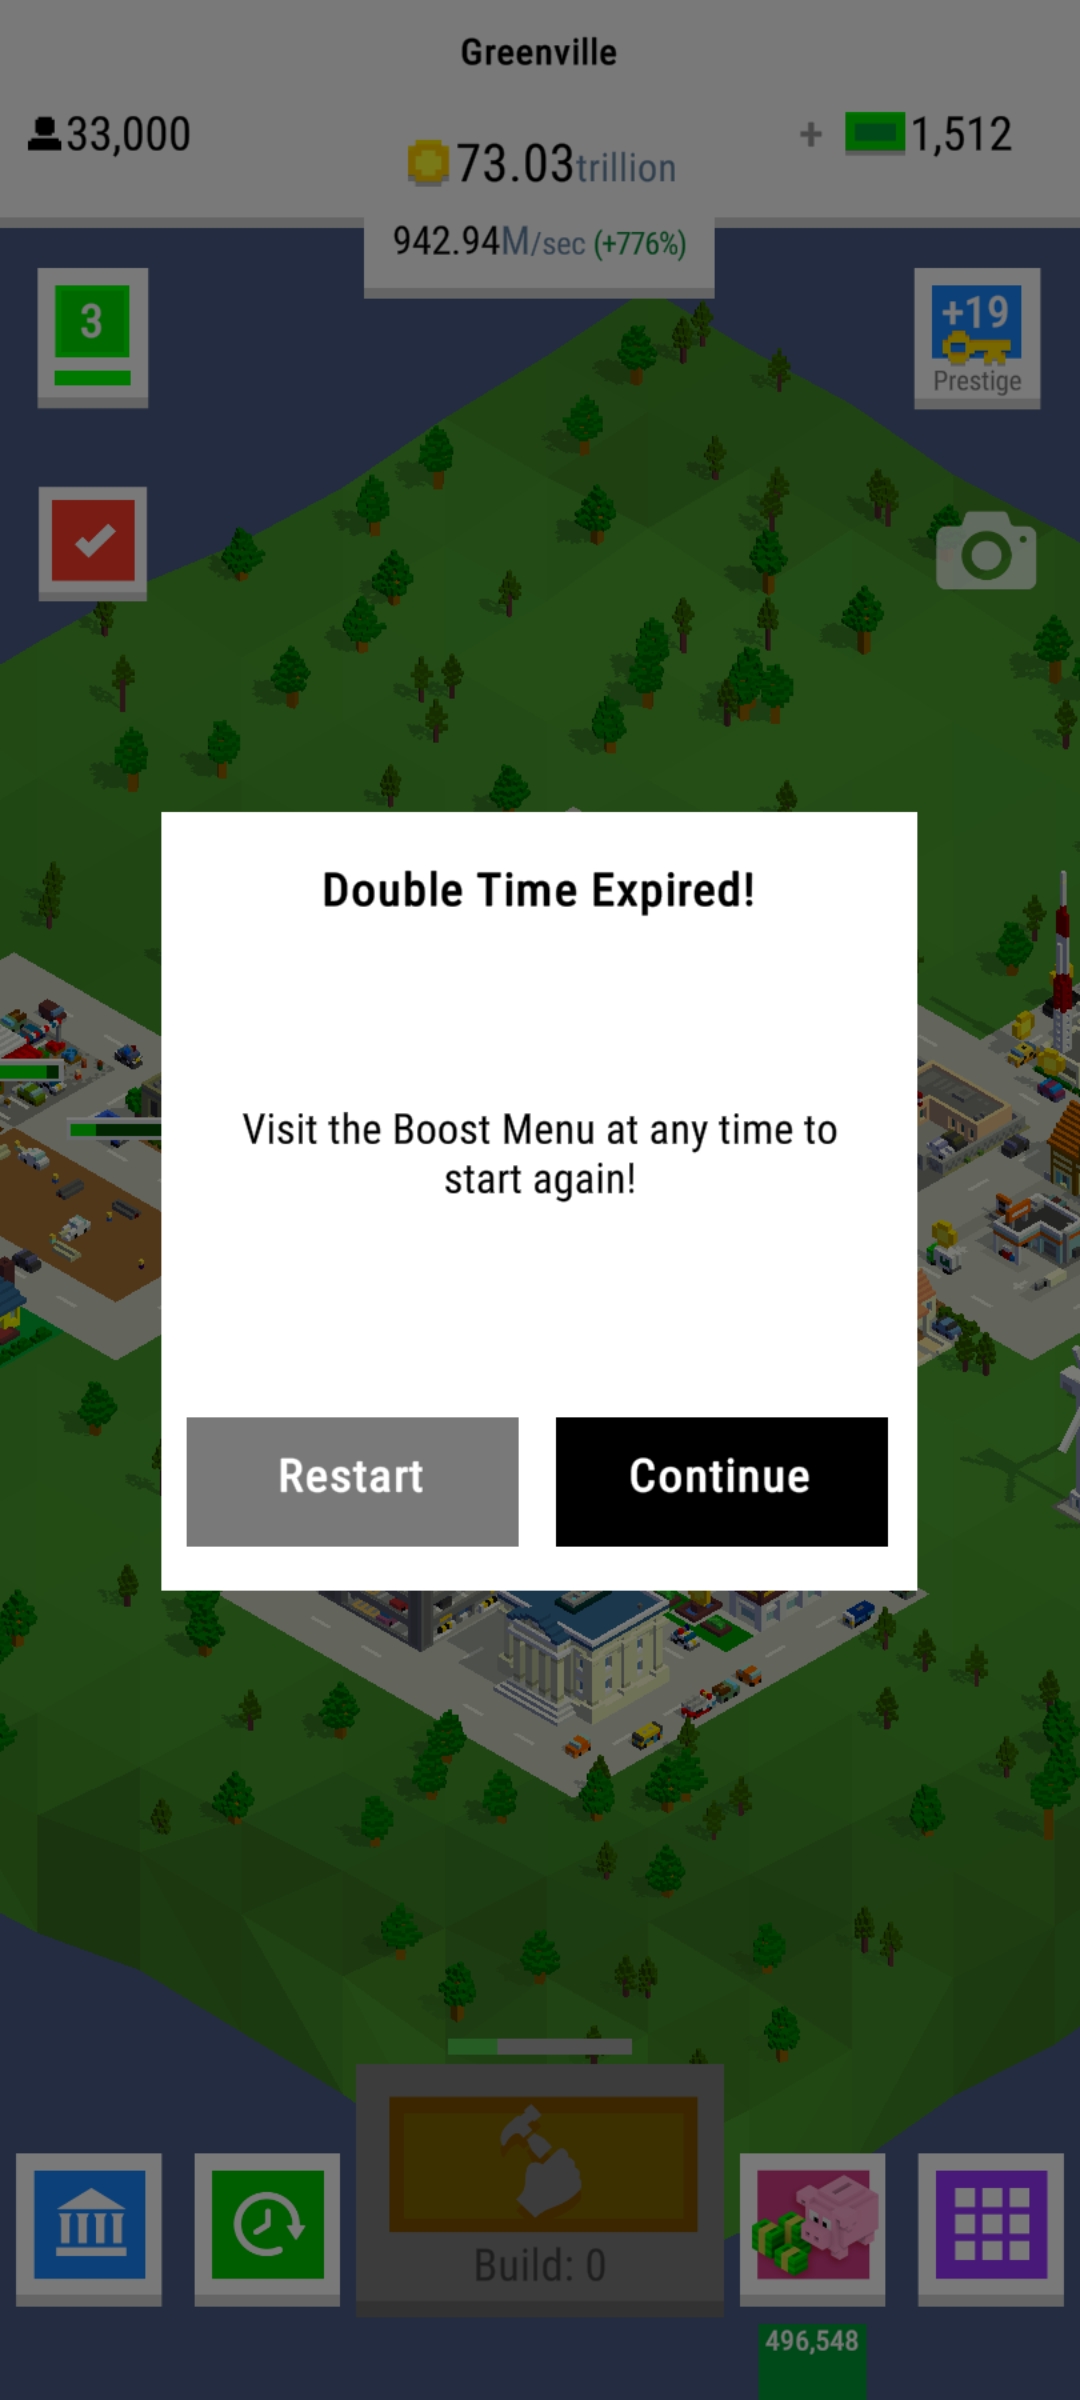 Greenville
33,000
73.03trillion
+ 1,512
942.94M/sec (+776%)
3
+19
Prestige
Double Time Expired!
Visit the Boost Menu at any time to
start again!
Restart
Continue
Build: 0
496,548